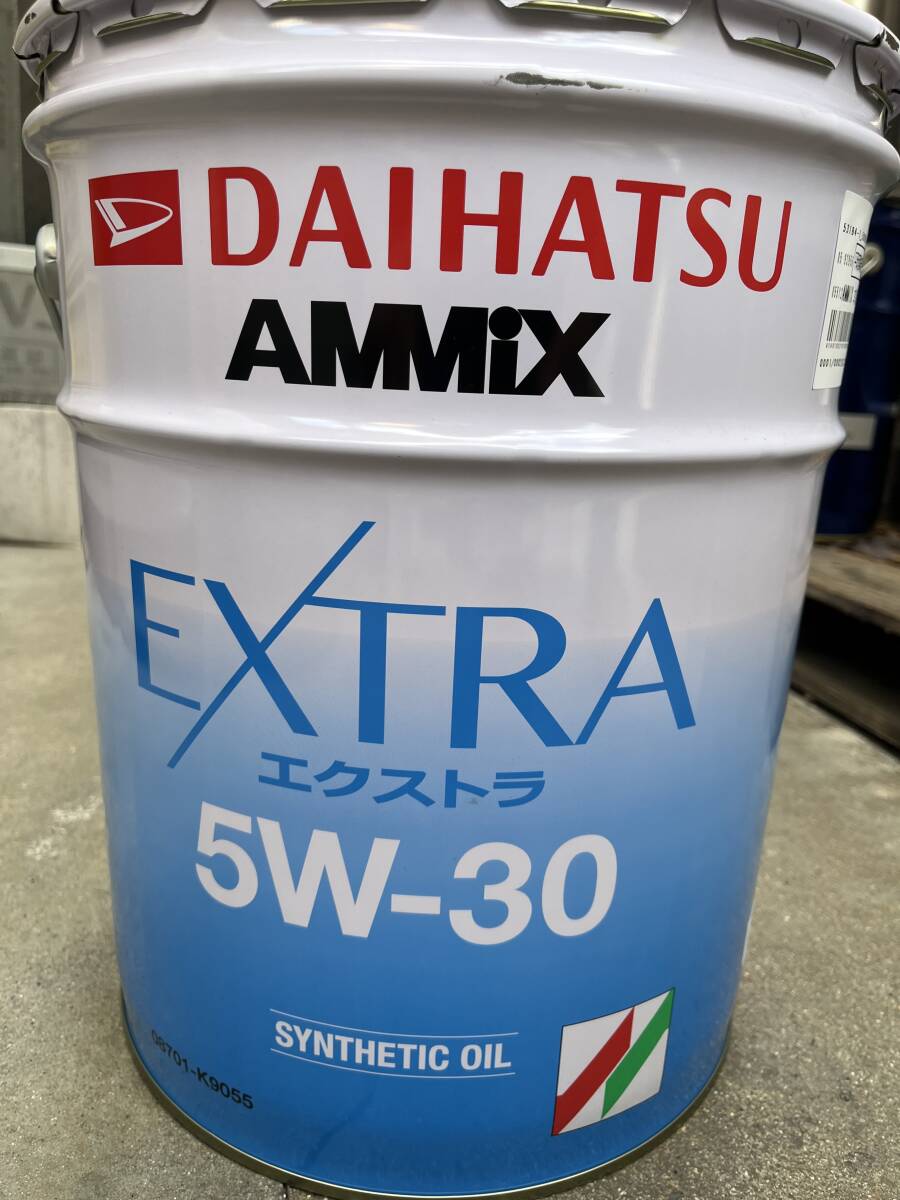 DAIHATSU
AMMiX
EXTRA
エクストラ
5W-30
SYNTHETIC OIL
08701-K9055